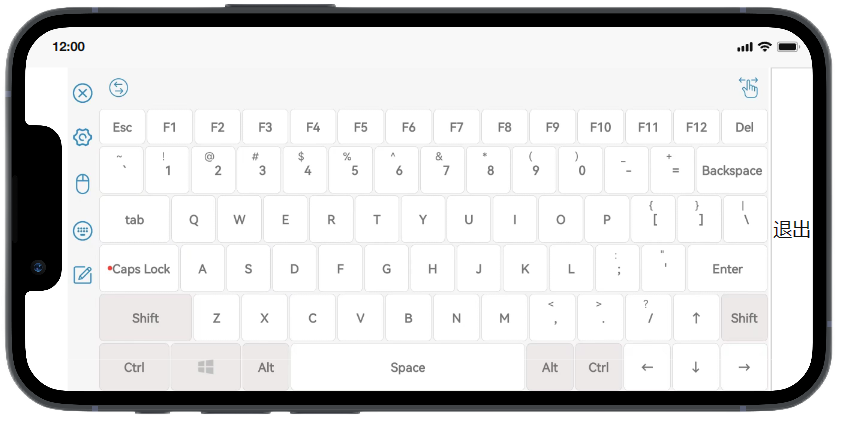 12:00
Esc F1 F2 F3 F4 F5 F6 F7 F8 F9 F10 F11 F12 Del
~ ! @ # $ % ^ & * ( ) _ +
` 1 2 3 4 5 6 7 8 9 0 - = Backspace
{ } |
tab Q W E R T Y U I O P [ ] \
退出
: "
Caps Lock A S D F G H J K L ; ' Enter
< > ?
Shift Z X C V B N M , . / ↑ Shift
Ctrl Alt Space Alt Ctrl ← ↓ →